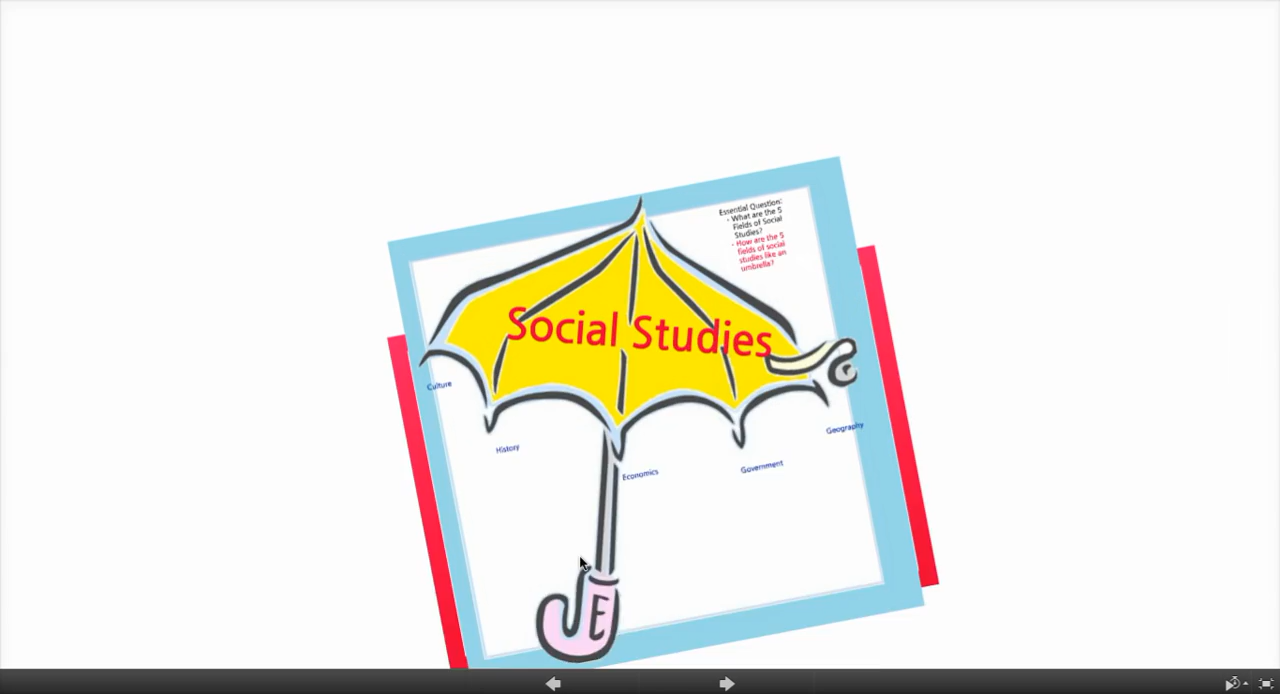 Essential Question:
- What are the 5
Fields of Social
Studies?
- How are the 5
fields of social
studies like an
umbrella?
Social Studies
Culture
History
Economics
Government
Geography
E